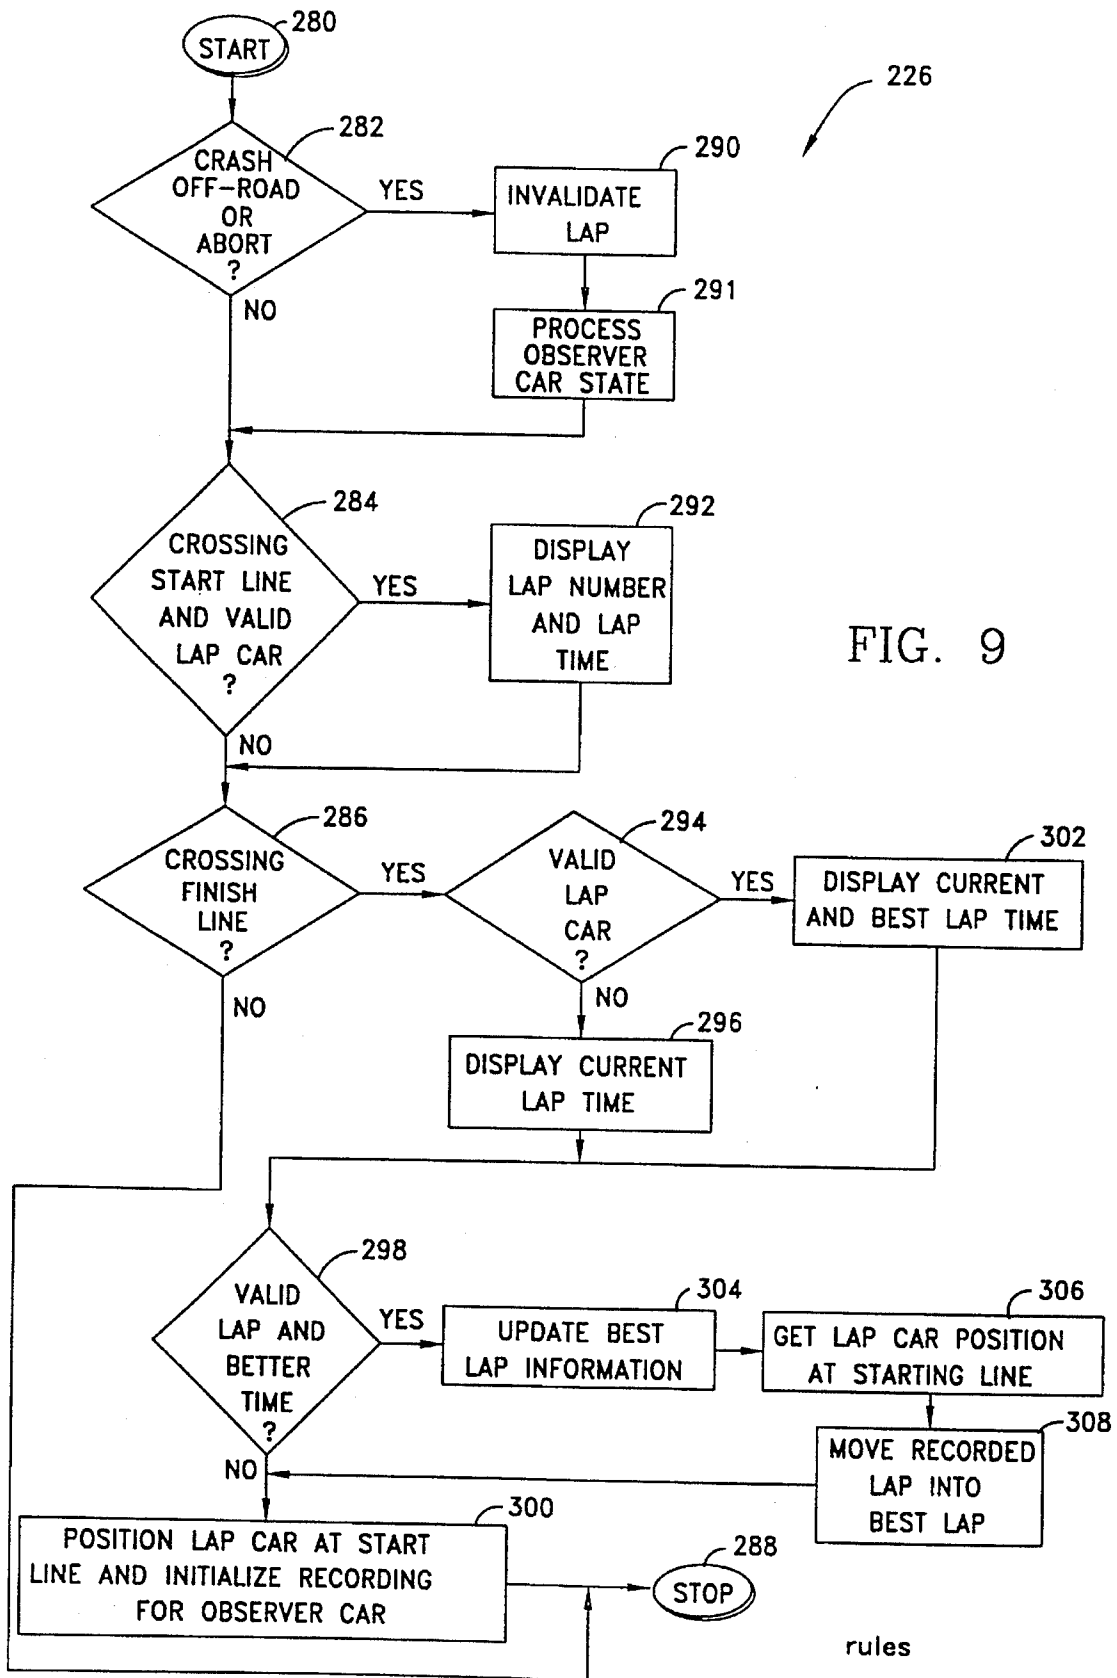 280
START
226
282
CRASH
OFF-ROAD
OR
ABORT
?
YES
290
INVALIDATE
LAP
NO
291
PROCESS
OBSERVER
CAR STATE
284
CROSSING
START LINE
AND VALID
LAP CAR
?
YES
292
DISPLAY
LAP NUMBER
AND LAP
TIME
FIG. 9
NO
286
CROSSING
FINISH
LINE
?
YES
294
VALID
LAP
CAR
?
YES
302
DISPLAY CURRENT
AND BEST LAP TIME
NO
NO
296
DISPLAY CURRENT
LAP TIME
298
VALID
LAP AND
BETTER
TIME
?
YES
304
UPDATE BEST
LAP INFORMATION
306
GET LAP CAR POSITION
AT STARTING LINE
308
MOVE RECORDED
LAP INTO
BEST LAP
NO
300
POSITION LAP CAR AT START
LINE AND INITIALIZE RECORDING
FOR OBSERVER CAR
288
STOP
rules